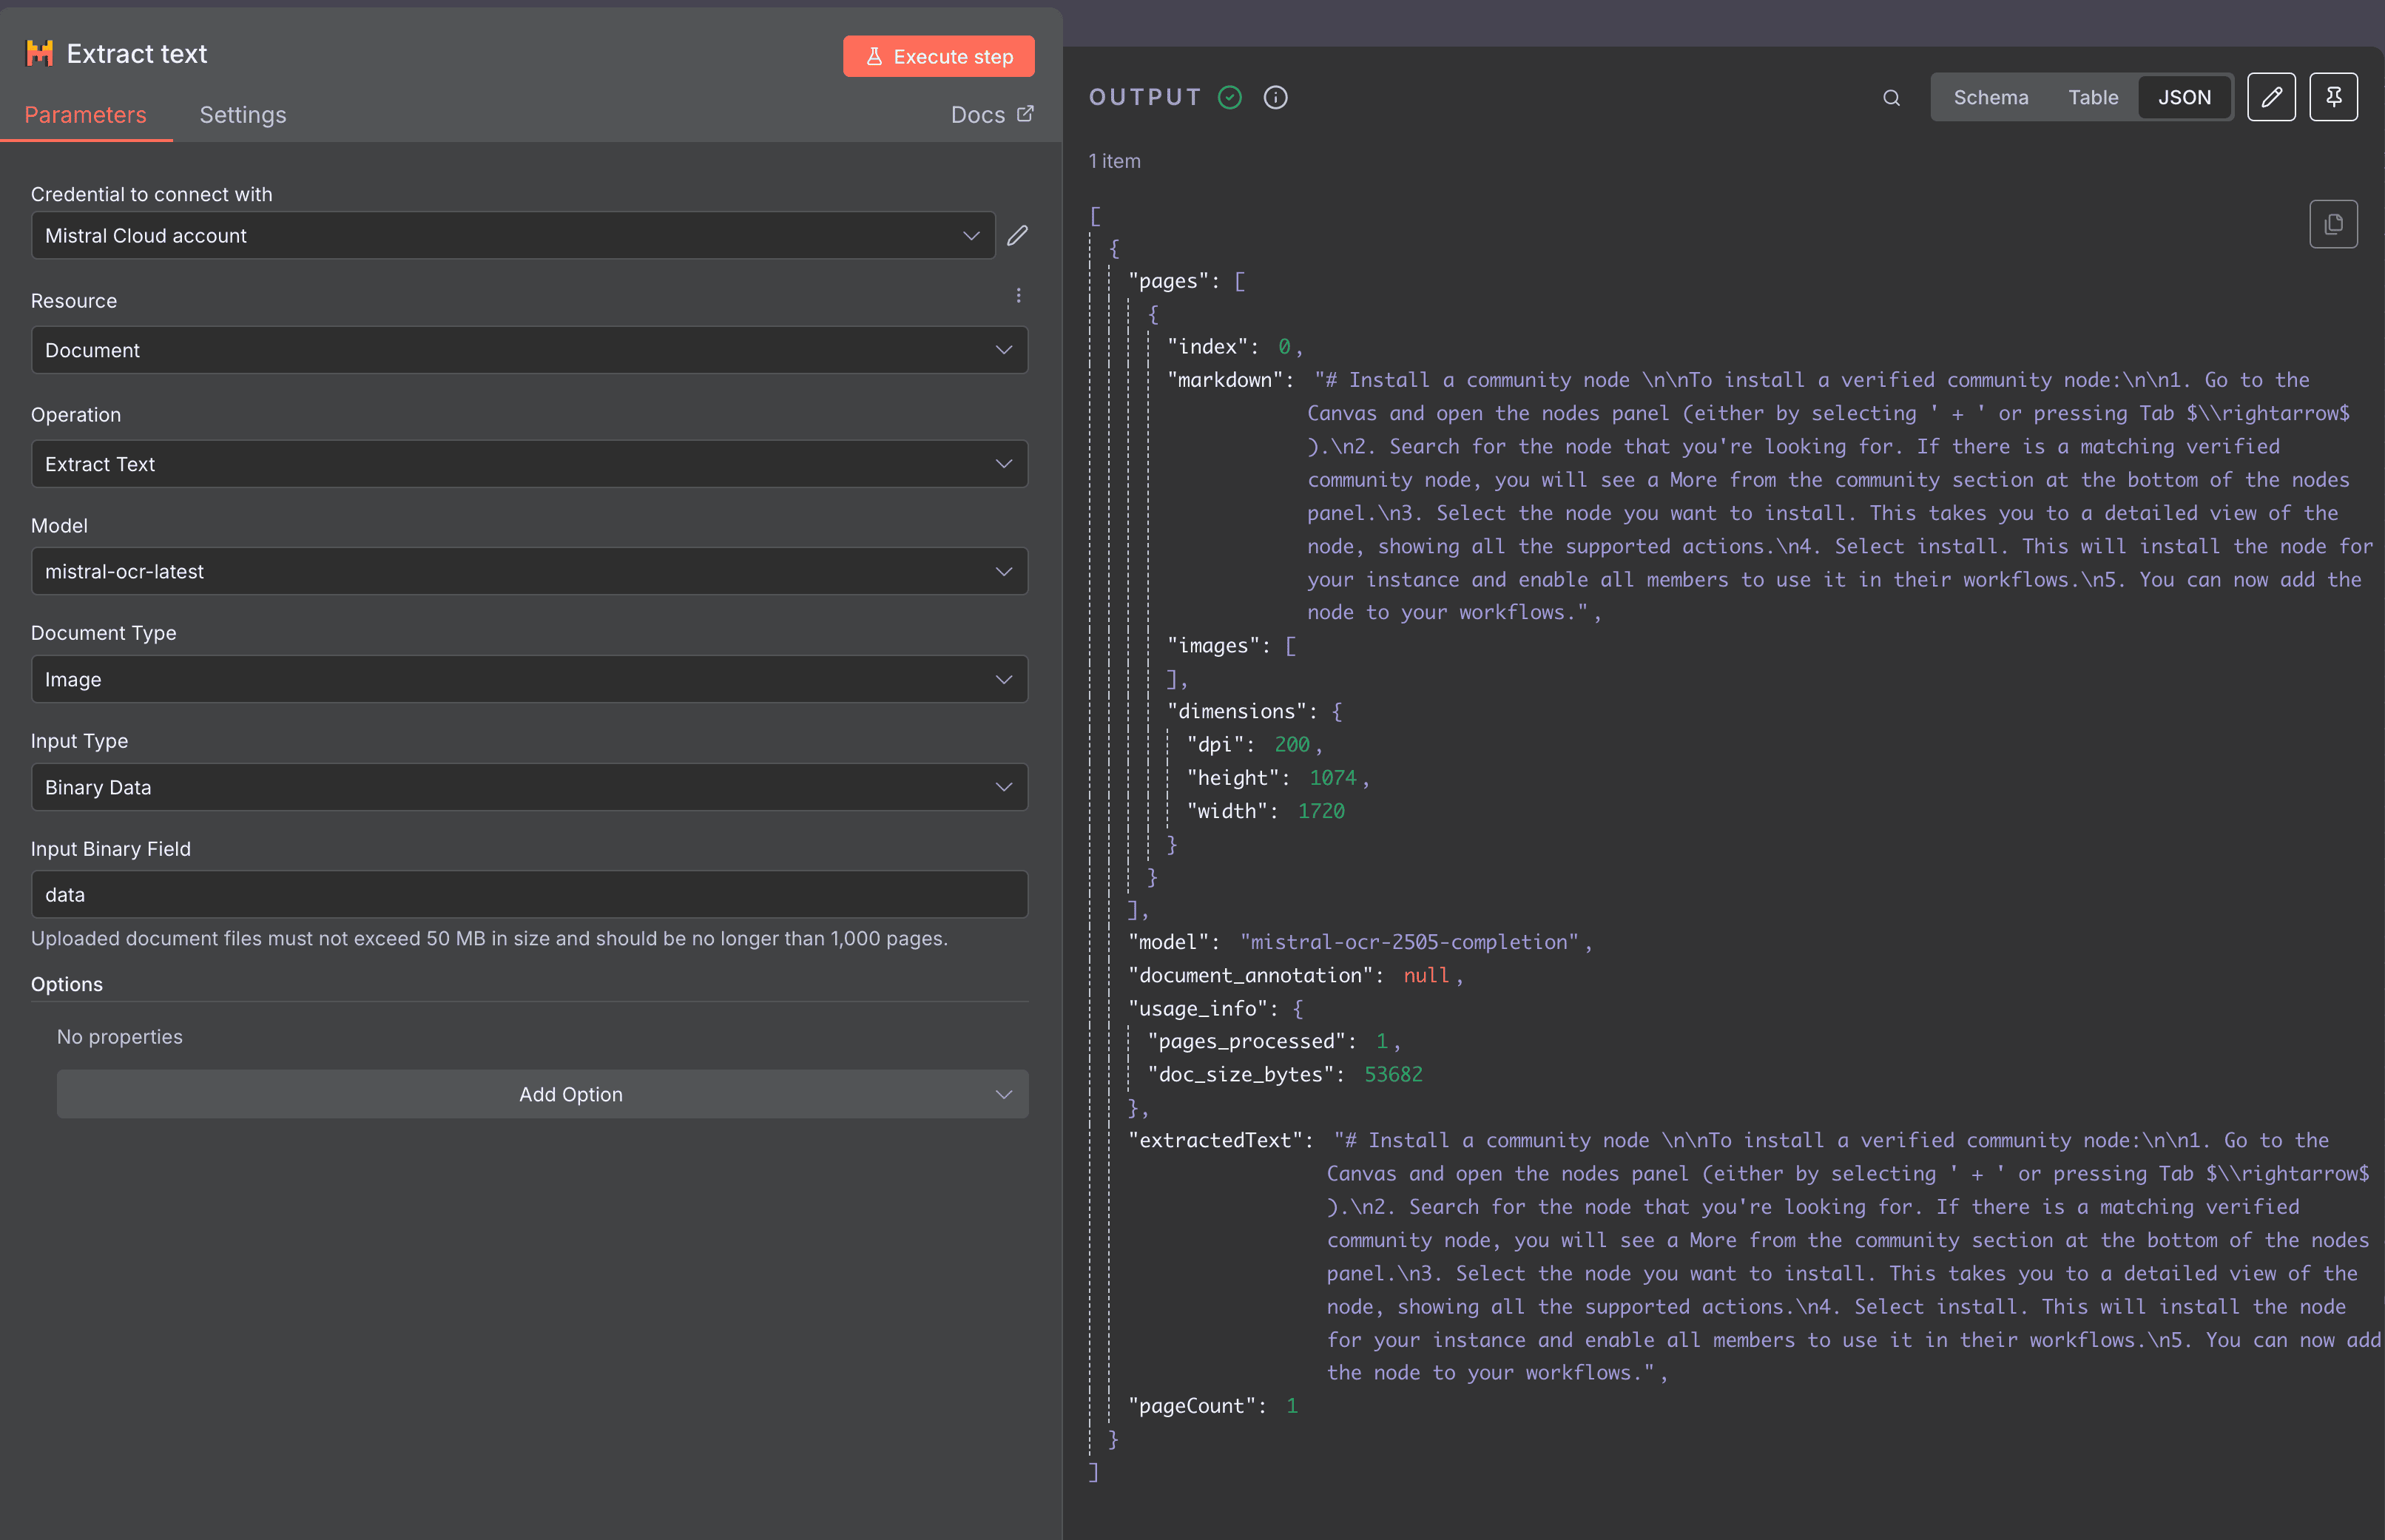 Extract text
Execute step
Parameters
Settings
Docs
Credential to connect with
Mistral Cloud account
Resource
Document
Operation
Extract Text
Model
mistral-ocr-latest
Document Type
Image
Input Type
Binary Data
Input Binary Field
data
Uploaded document files must not exceed 50 MB in size and should be no longer than 1,000 pages.
Options
No properties
Add Option
OUTPUT
Schema
Table
JSON
1 item
[
{
"pages": [
{
"index": 0,
"markdown": "# Install a community node \n\nTo install a verified community node:\n\n1. Go to the
Canvas and open the nodes panel (either by selecting ' + ' or pressing Tab $\\rightarrow$
).\n2. Search for the node that you're looking for. If there is a matching verified
community node, you will see a More from the community section at the bottom of the nodes
panel.\n3. Select the node you want to install. This takes you to a detailed view of the
node, showing all the supported actions.\n4. Select install. This will install the node for
your instance and enable all members to use it in their workflows.\n5. You can now add the
node to your workflows.",
"images": [
],
"dimensions": {
"dpi": 200,
"height": 1074,
"width": 1720
}
}
],
"model": "mistral-ocr-2505-completion",
"document_annotation": null,
"usage_info": {
"pages_processed": 1,
"doc_size_bytes": 53682
},
"extractedText": "# Install a community node \n\nTo install a verified community node:\n\n1. Go to the
Canvas and open the nodes panel (either by selecting ' + ' or pressing Tab $\\rightarrow$
).\n2. Search for the node that you're looking for. If there is a matching verified
community node, you will see a More from the community section at the bottom of the nodes
panel.\n3. Select the node you want to install. This takes you to a detailed view of the
node, showing all the supported actions.\n4. Select install. This will install the node
for your instance and enable all members to use it in their workflows.\n5. You can now add
the node to your workflows.",
"pageCount": 1
}
]